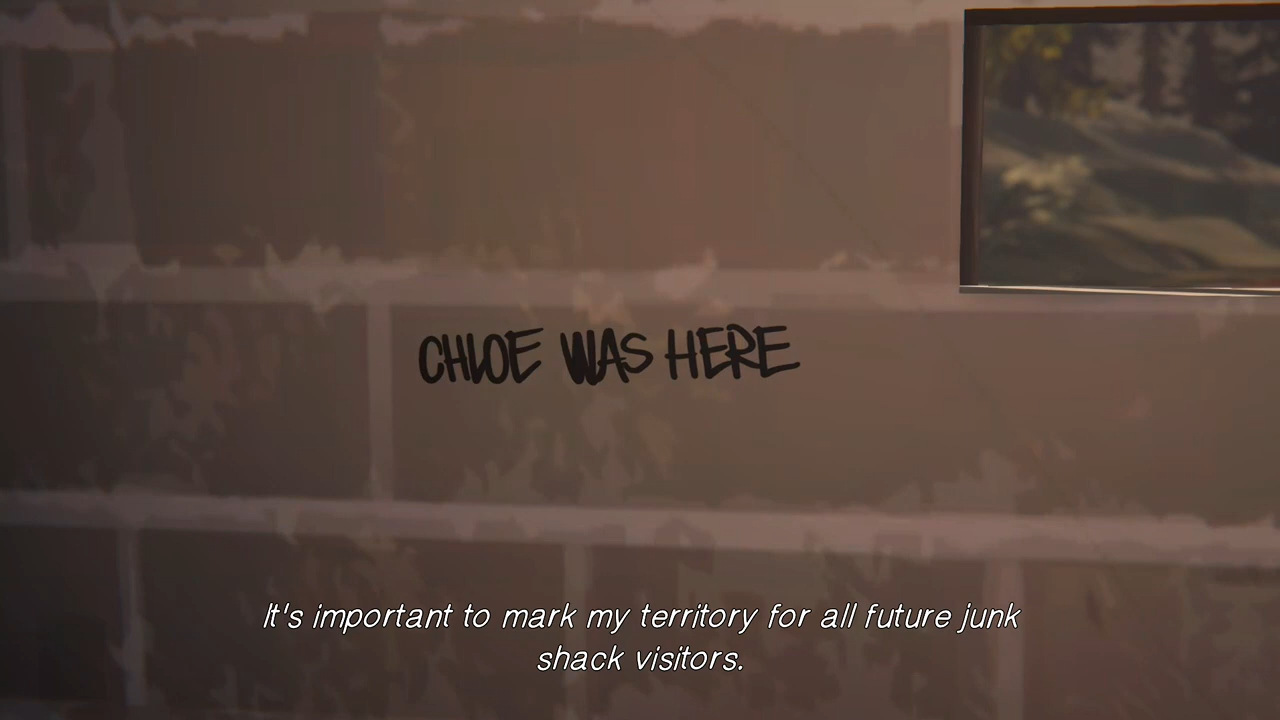 CHLOE WAS HERE
It's important to mark my territory for all future junk
shack visitors.